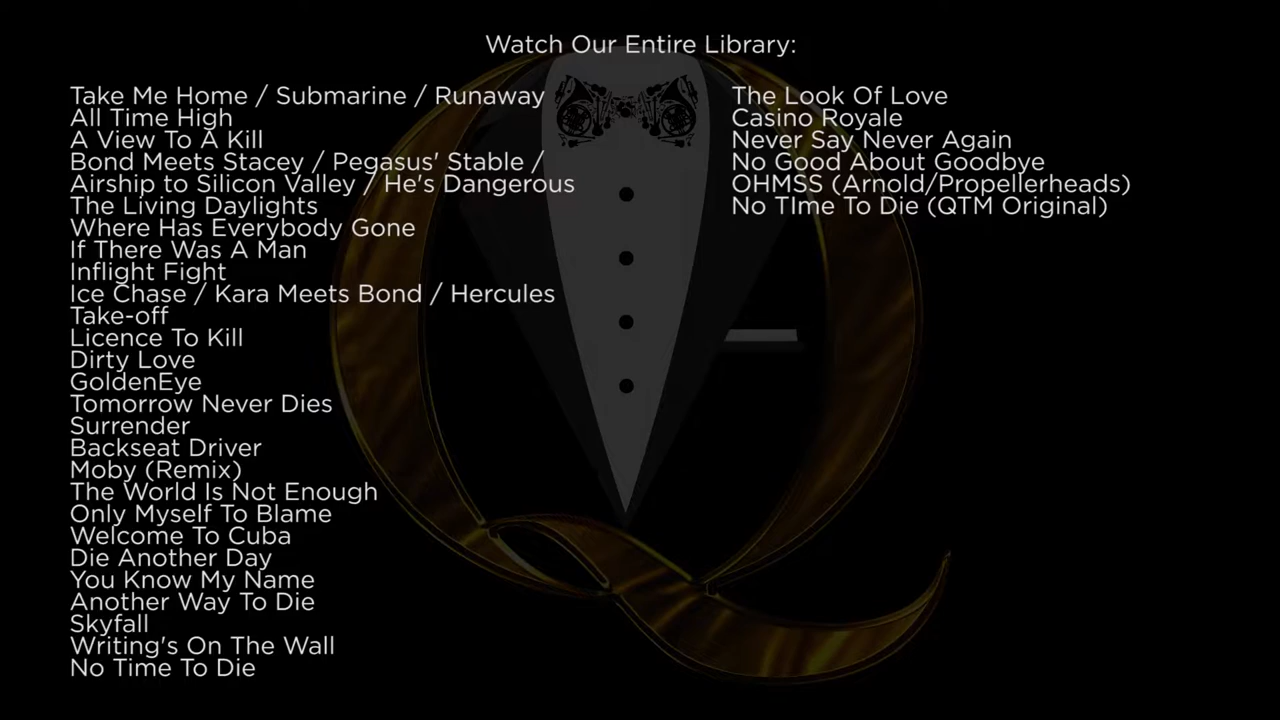 Watch Our Entire Library:
Take Me Home / Submarine / Runaway
All Time High
A View To A Kill
Bond Meets Stacey / Pegasus' Stable /
Airship to Silicon Valley / He's Dangerous
The Living Daylights
Where Has Everybody Gone
If There Was A Man
Inflight Fight
Ice Chase / Kara Meets Bond / Hercules
Take-off
Licence To Kill
Dirty Love
GoldenEye
Tomorrow Never Dies
Surrender
Backseat Driver
Moby (Remix)
The World Is Not Enough
Only Myself To Blame
Welcome To Cuba
Die Another Day
You Know My Name
Another Way To Die
Skyfall
Writing's On The Wall
No Time To Die
The Look Of Love
Casino Royale
Never Say Never Again
No Good About Goodbye
OHMSS (Arnold/Propellerheads)
No TIme To Die (QTM Original)